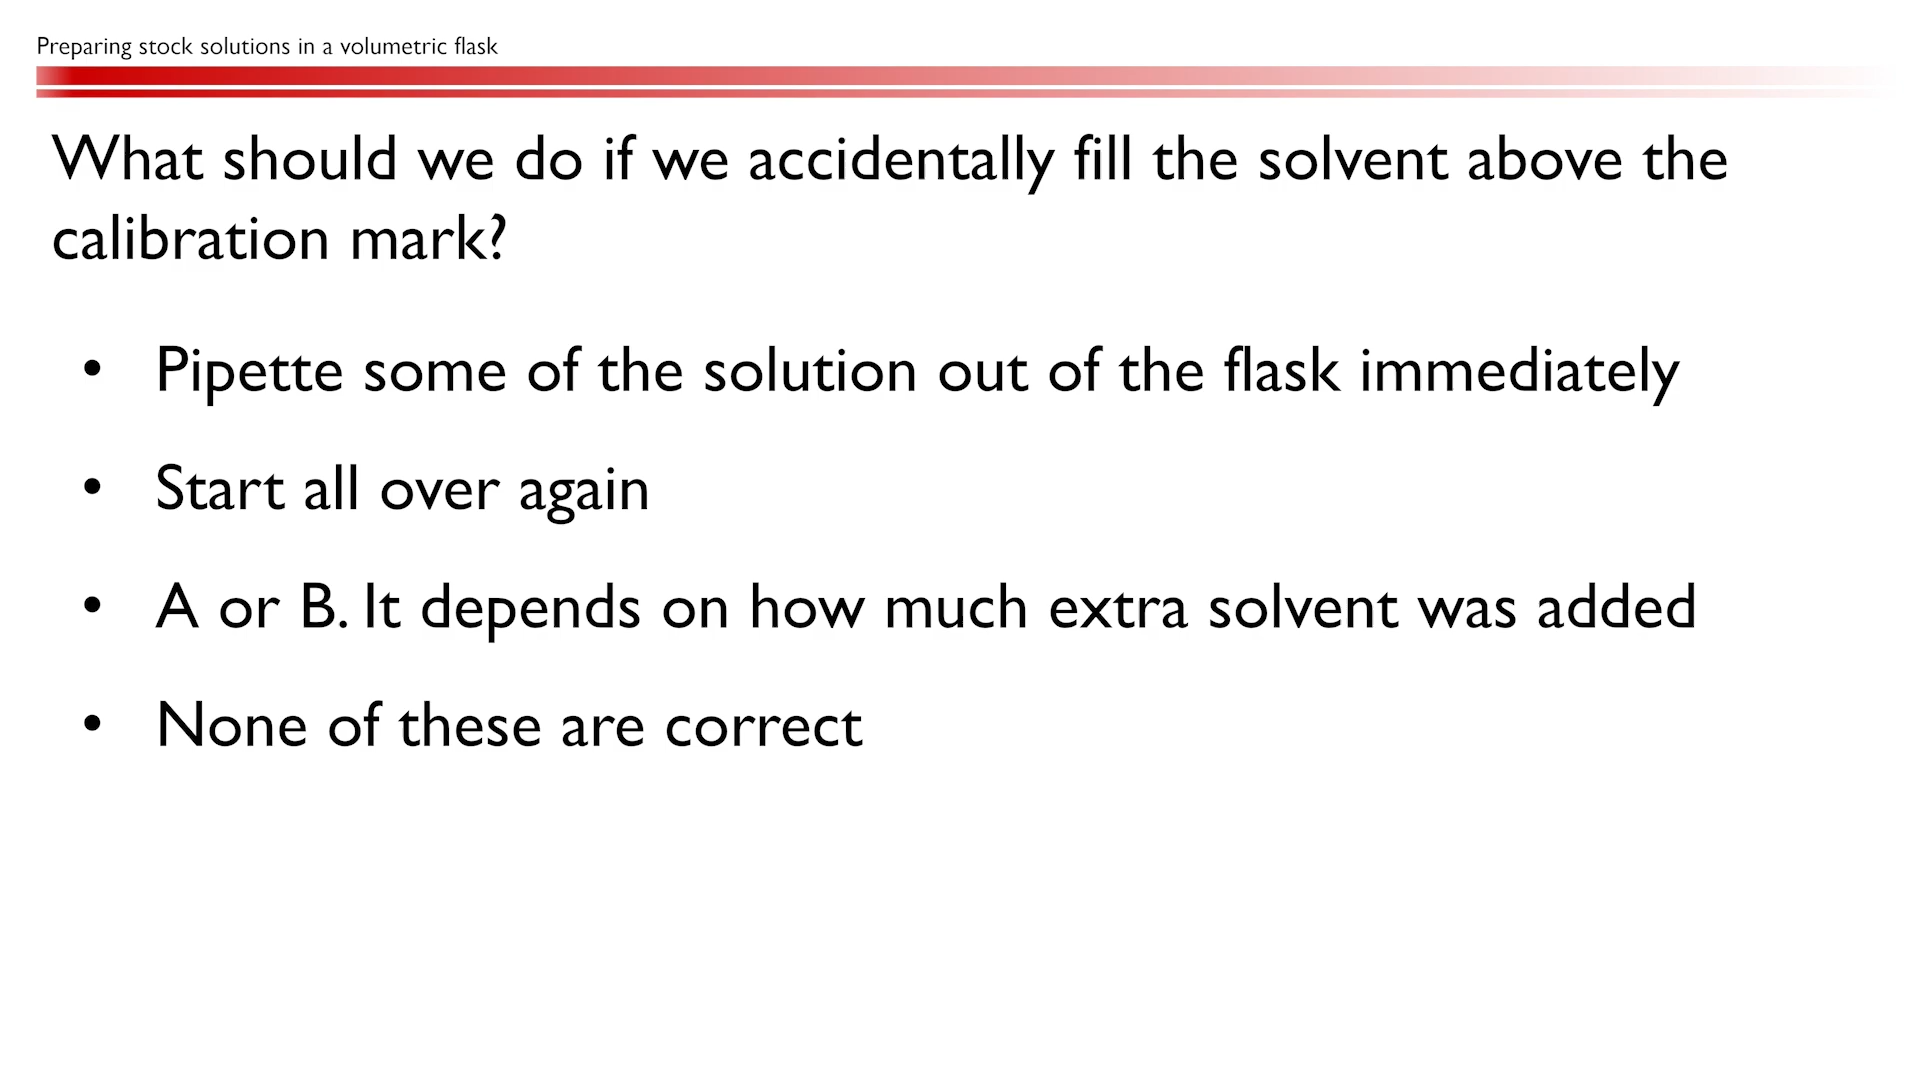 Preparing stock solutions in a volumetric flask
What should we do if we accidentally fill the solvent above the
calibration mark?
• Pipette some of the solution out of the flask immediately
• Start all over again
• A or B. It depends on how much extra solvent was added
• None of these are correct